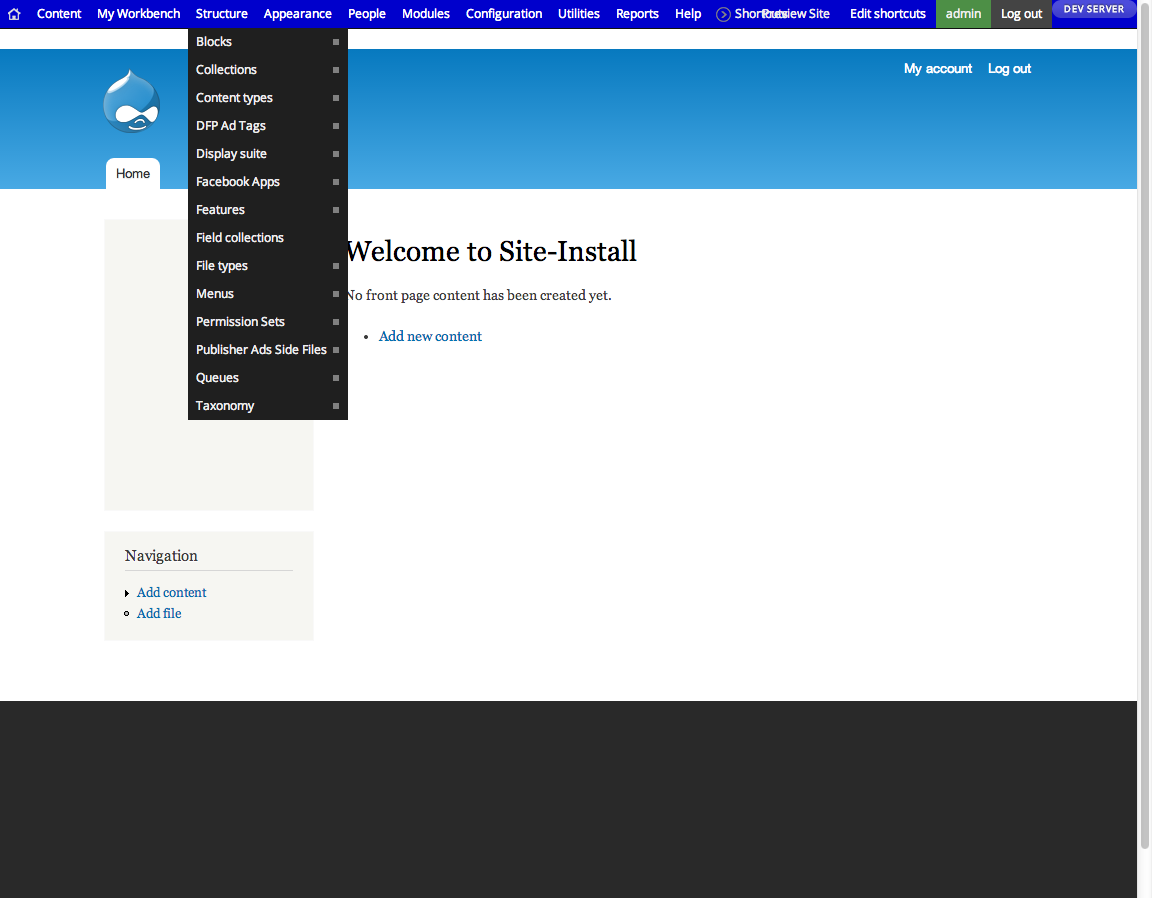 Content My Workbench Structure Appearance People Modules Configuration Utilities Reports Help Shortcuts Preview Site Edit shortcuts admin Log out DEV SERVER
Blocks
Collections
Content types
DFP Ad Tags
Display suite
Facebook Apps
Features
Field collections
File types
Menus
Permission Sets
Publisher Ads Side Files
Queues
Taxonomy
My account Log out
Home
Welcome to Site-Install
No front page content has been created yet.
Add new content
Navigation
Add content
Add file